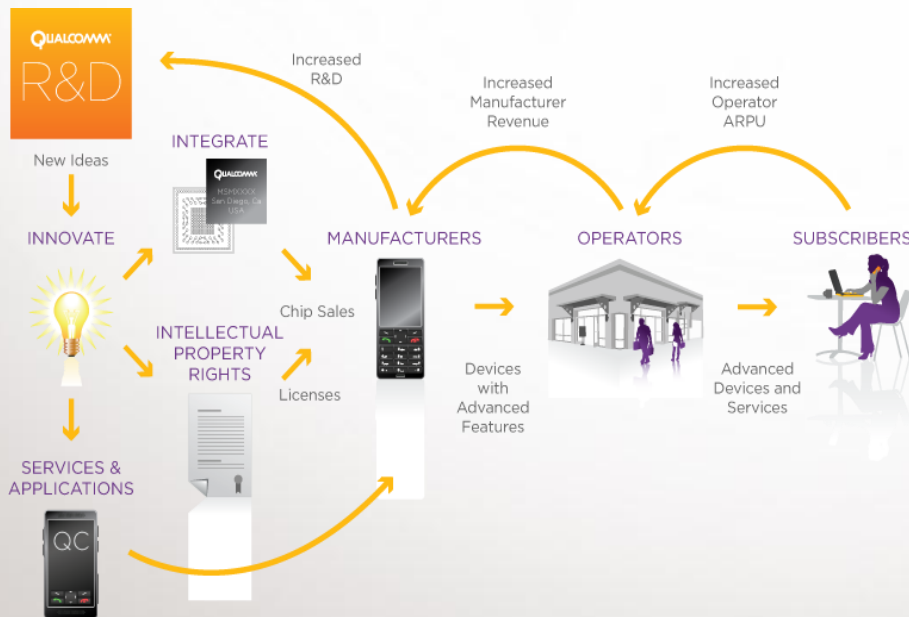 QUALCOMM
R&D
New Ideas
INNOVATE
INTEGRATE
QUALCOMM
MSMXXXX
San Diego, Ca
USA
INTELLECTUAL
PROPERTY
RIGHTS
SERVICES &
APPLICATIONS
QC
Chip Sales
Licenses
Increased
R&D
MANUFACTURERS
Devices
with
Advanced
Features
Increased
Manufacturer
Revenue
OPERATORS
Advanced
Devices and
Services
Increased
Operator
ARPU
SUBSCRIBERS